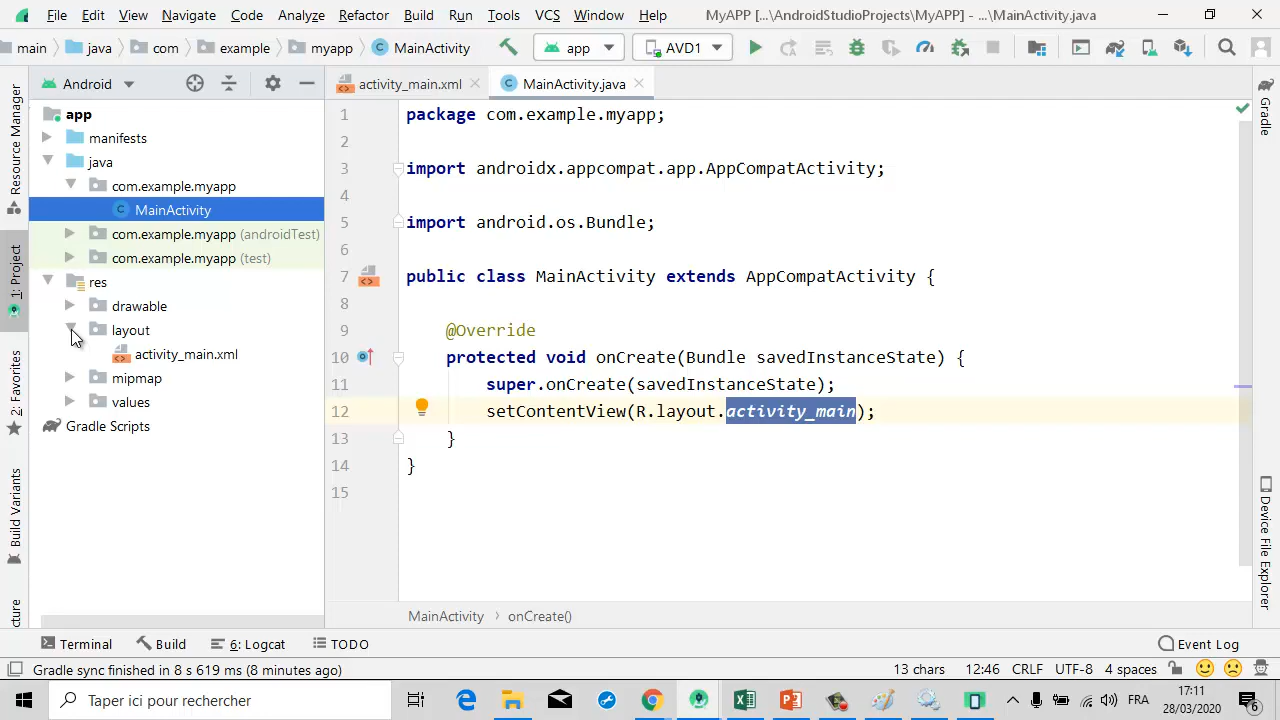 File Edit View Navigate Code Analyze Refactor Build Run Tools VCS Window Help MyAPP [...\AndroidStudioProjects\MyAPP] - ...\MainActivity.java
main java com example myapp MainActivity app AVD1
Android
activity_main.xml MainActivity.java
app
manifests
java
com.example.myapp
MainActivity
com.example.myapp (androidTest)
com.example.myapp (test)
res
drawable
layout
activity_main.xml
mipmap
values
Gradle Scripts
Resource Manager
1: Project
2: Favorites
Build Variants
cture
1 package com.example.myapp;
2
3 import androidx.appcompat.app.AppCompatActivity;
4
5 import android.os.Bundle;
6
7 public class MainActivity extends AppCompatActivity {
8
9 @Override
10 protected void onCreate(Bundle savedInstanceState) {
11 super.onCreate(savedInstanceState);
12 setContentView(R.layout.activity_main);
13 }
14 }
15
Gradle
Device File Explorer
MainActivity › onCreate()
Terminal Build 6: Logcat TODO Event Log
Gradle sync finished in 8 s 619 ms (8 minutes ago) 13 chars 12:46 CRLF UTF-8 4 spaces
Taper ici pour rechercher FRA 17:11
28/03/2020 6